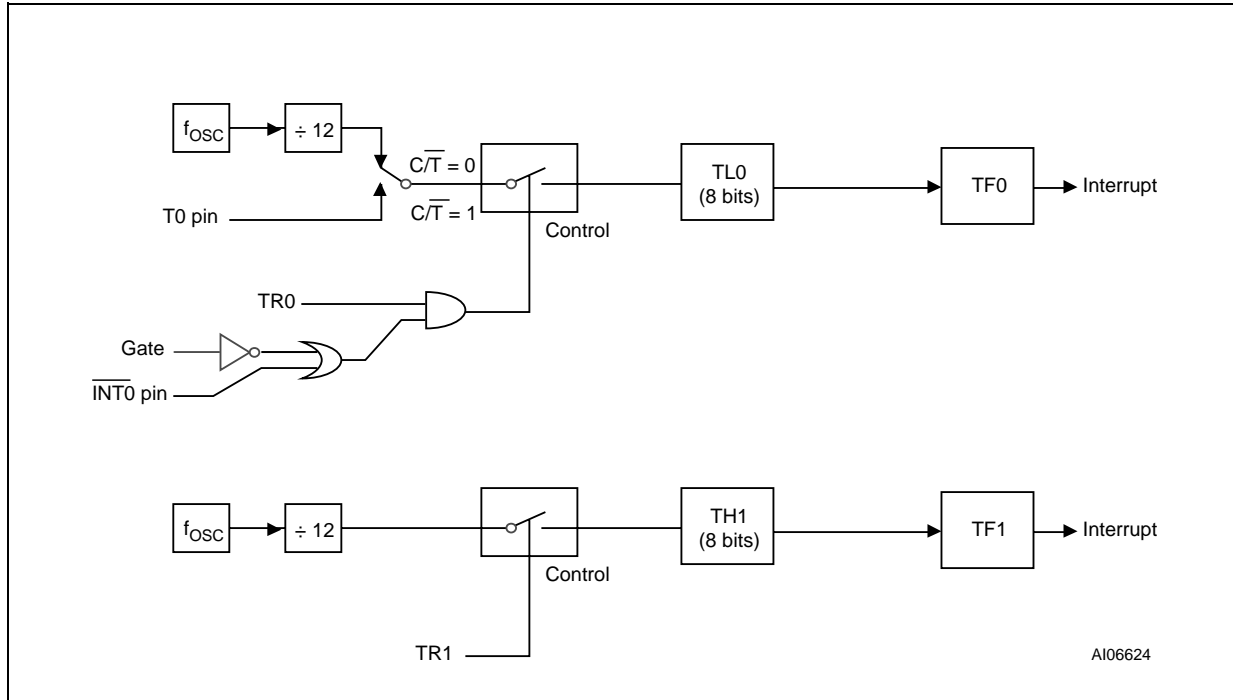 fOSC
÷ 12
C/T̅ = 0
T0 pin
C/T̅ = 1
Control
TL0
(8 bits)
TF0
Interrupt
TR0
Gate
I̅N̅T̅0̅ pin
fOSC
÷ 12
Control
TH1
(8 bits)
TF1
Interrupt
TR1
AI06624